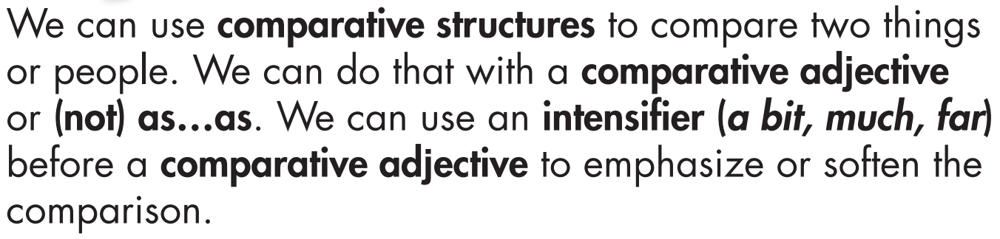 We can use comparative structures to compare two things
or people. We can do that with a comparative adjective
or (not) as...as. We can use an intensifier (a bit, much, far)
before a comparative adjective to emphasize or soften the
comparison.